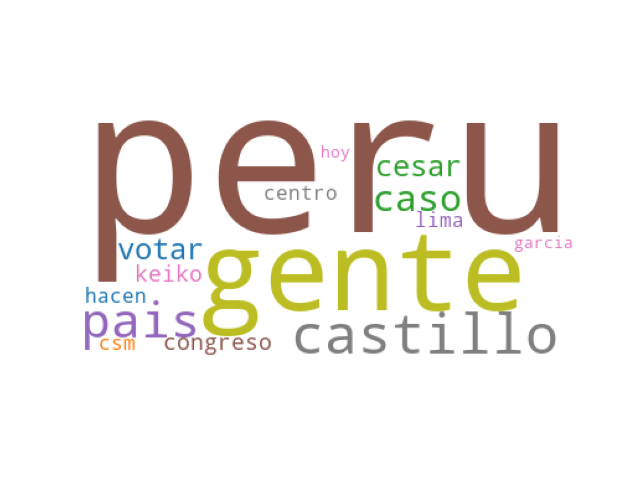 peru
hoy
cesar
centro
caso
lima
votar
gente
garcia
keiko
hacen
pais
castillo
csm
congreso